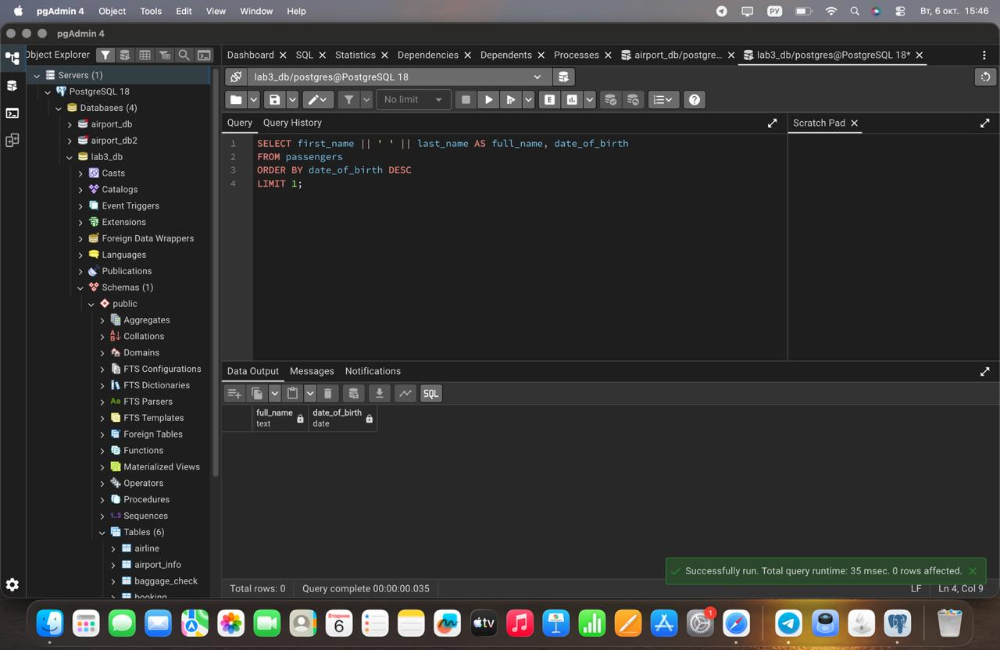 pgAdmin 4 Object Tools Edit View Window Help РУ Вт, 6 окт. 15:46
pgAdmin 4
Object Explorer
Dashboard SQL Statistics Dependencies Dependents Processes airport_db/postgre... lab3_db/postgres@PostgreSQL 18*
Servers (1)
PostgreSQL 18
Databases (4)
airport_db
airport_db2
lab3_db
Casts
Catalogs
Event Triggers
Extensions
Foreign Data Wrappers
Languages
Publications
Schemas (1)
public
Aggregates
Collations
Domains
FTS Configurations
FTS Dictionaries
Aa FTS Parsers
FTS Templates
Foreign Tables
Functions
Materialized Views
Operators
Procedures
1..3 Sequences
Tables (6)
airline
airport_info
baggage_check
booking
lab3_db/postgres@PostgreSQL 18
No limit
E
Query Query History
Scratch Pad
1 SELECT first_name || ' ' || last_name AS full_name, date_of_birth
2 FROM passengers
3 ORDER BY date_of_birth DESC
4 LIMIT 1;
Data Output Messages Notifications
SQL
full_name
text
date_of_birth
date
Successfully run. Total query runtime: 35 msec. 0 rows affected.
Total rows: 0 Query complete 00:00:00.035 LF Ln 4, Col 9
Вторник
6
tv
1